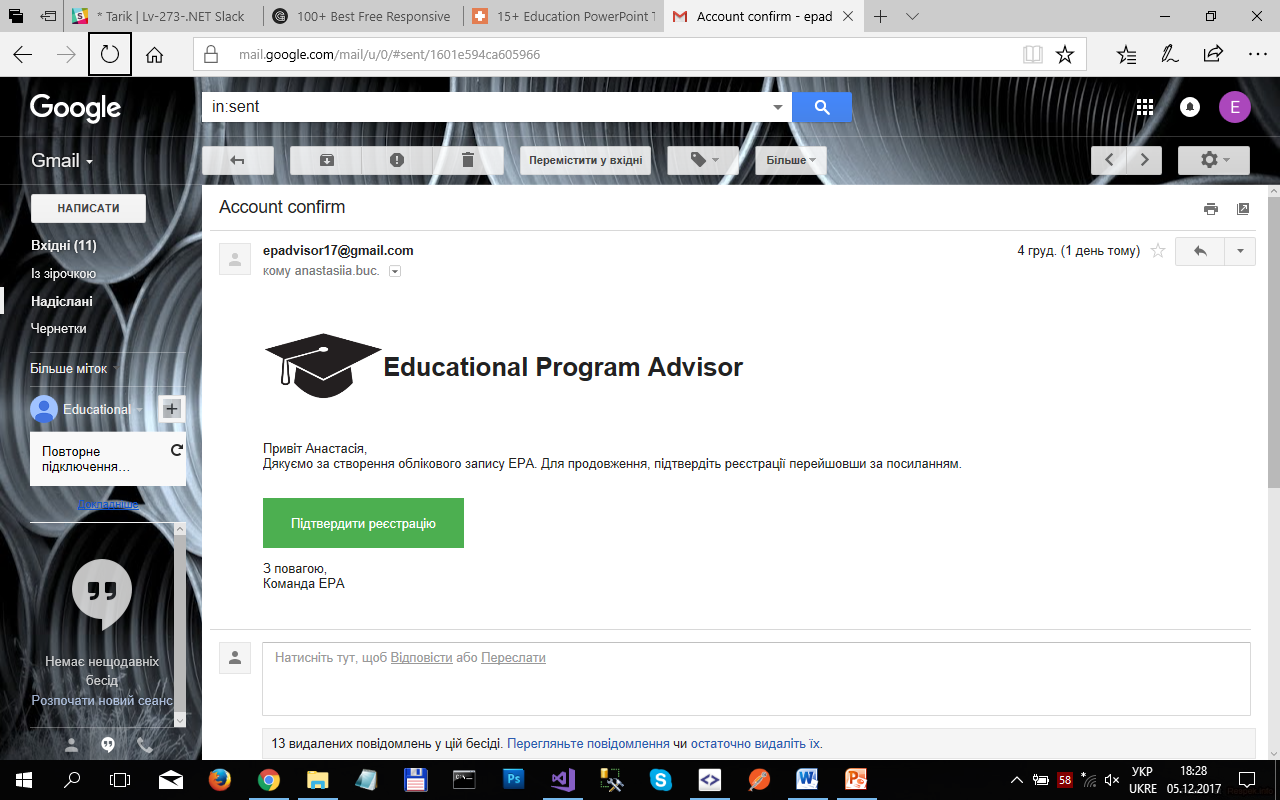 * Tarik | Lv-273-.NET Slack
100+ Best Free Responsive
15+ Education PowerPoint T
Account confirm - epad
mail.google.com/mail/u/0/#sent/1601e594ca605966
Google
in:sent
E
Gmail
Перемістити у вхідні
Більше
НАПИСАТИ
Вхідні (11)
Із зірочкою
Надіслані
Чернетки
Більше міток
Educational
Повторне
підключення…
Докладніше
Немає нещодавніх
бесід
Розпочати новий сеанс
Account confirm
epadvisor17@gmail.com
4 груд. (1 день тому)
кому anastasiia.buc.
Educational Program Advisor
Привіт Анастасія,
Дякуємо за створення облікового запису EPA. Для продовження, підтвердіть реєстрації перейшовши за посиланням.
Підтвердити реєстрацію
З повагою,
Команда EPA
Натисніть тут, щоб Відповісти або Переслати
13 видалених повідомлень у цій бесіді. Перегляньте повідомлення чи остаточно видаліть їх.
Ps
58
УКР
UKRE
18:28
05.12.2017